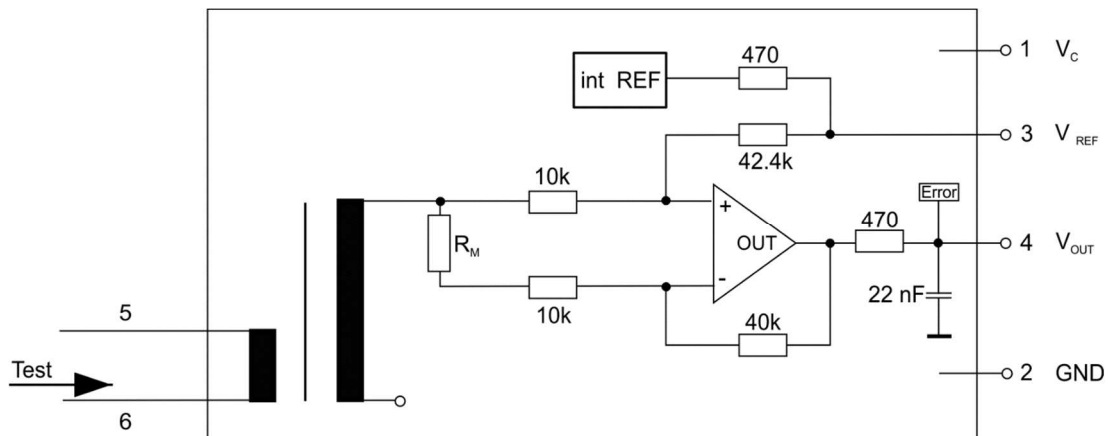 470
1 V_C
int REF
3 V_REF
42.4k
10k
Error
+
470
R_M
OUT
4 V_OUT
-
22 nF
10k
5
40k
Test
2 GND
6